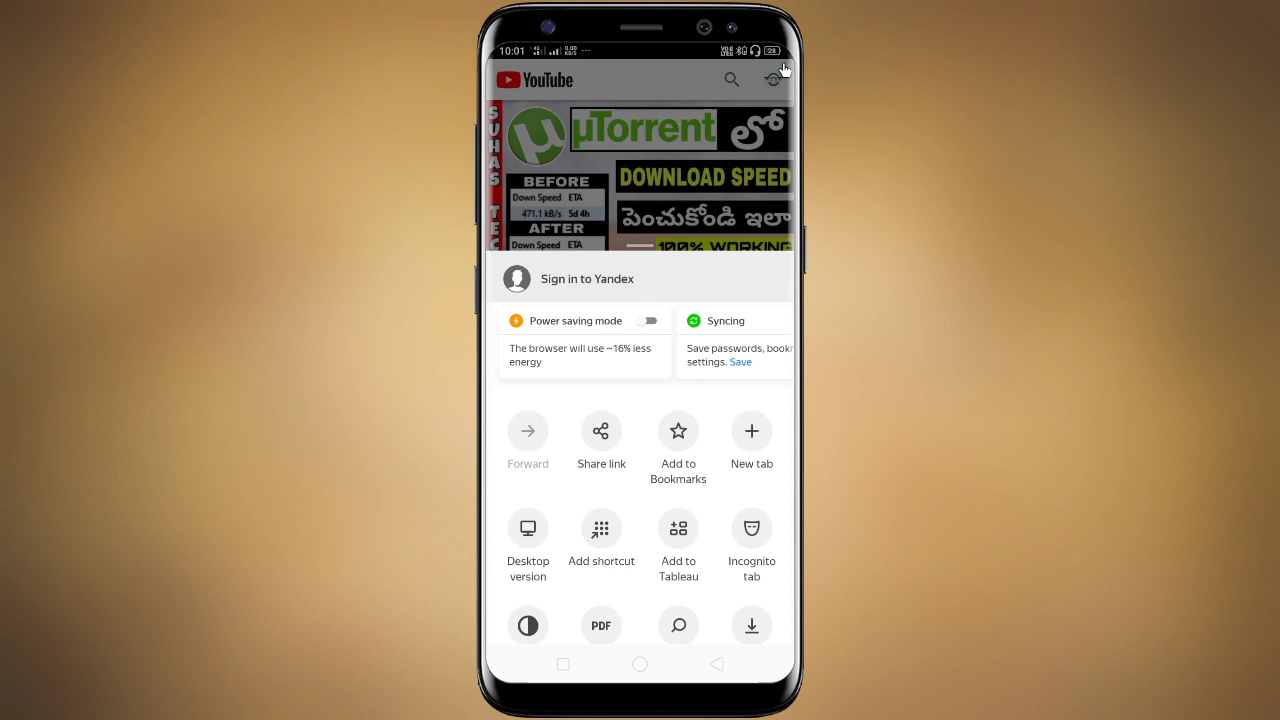 10:01
YouTube
SUHAS TEC
µTorrent లో
BEFORE
DOWNLOAD SPEED
Down Speed ETA
471.1 kB/s 5d 4h
పెంచుకోండి ఇలా
AFTER
Down Speed ETA
100% WORKING
Sign in to Yandex
Power saving mode
Syncing
The browser will use ~16% less
energy
Save passwords, bookm
settings. Save
Forward
Share link
Add to
Bookmarks
New tab
Desktop
version
Add shortcut
Add to
Tableau
Incognito
tab
PDF